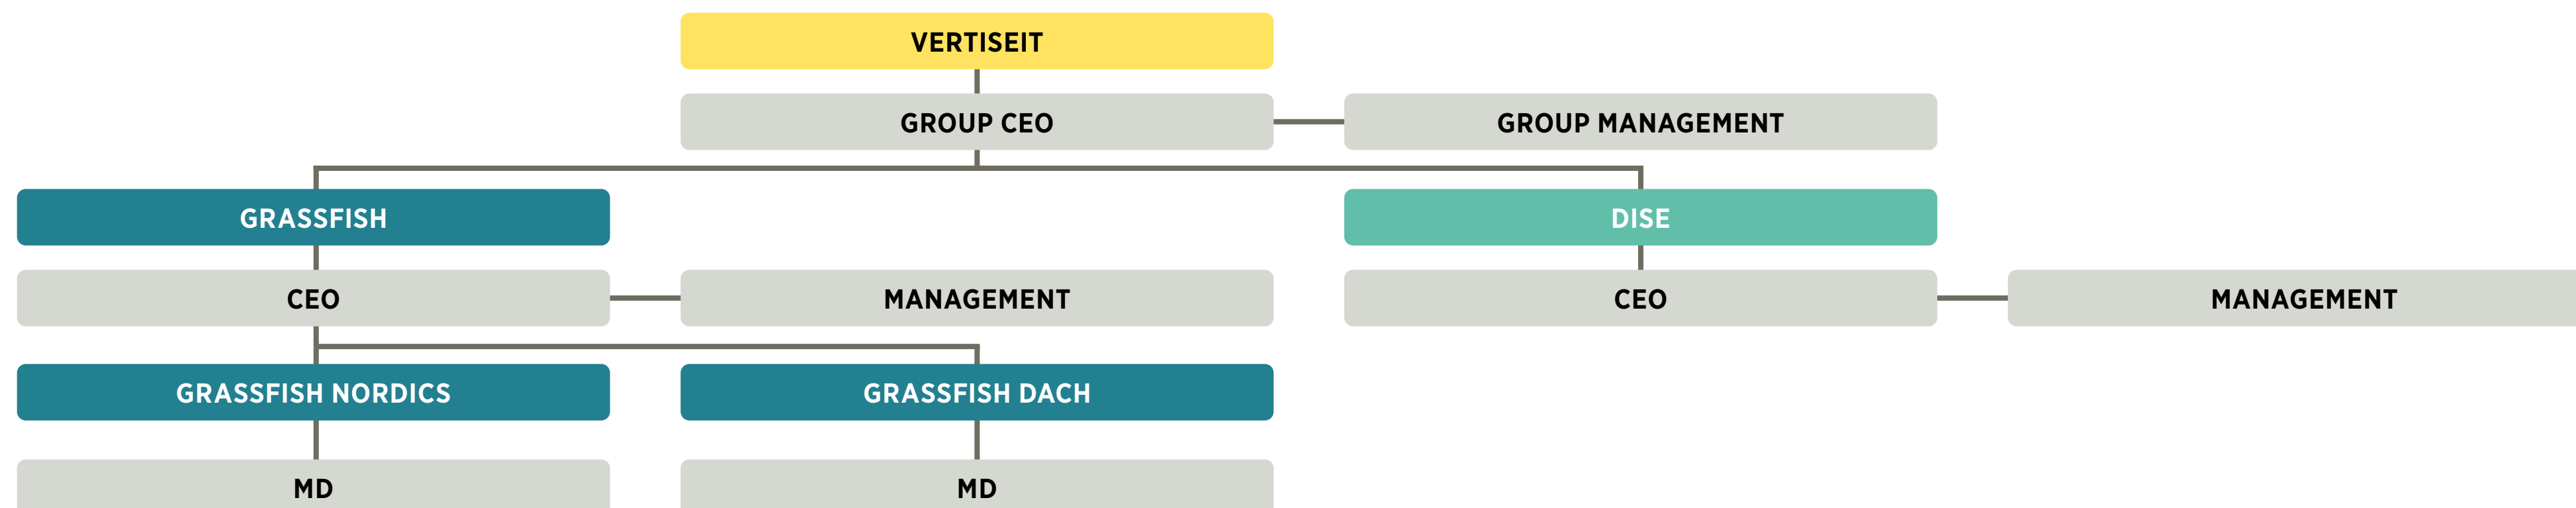 VERTISEIT
GROUP CEO
GROUP MANAGEMENT
GRASSFISH
DISE
CEO
MANAGEMENT
CEO
MANAGEMENT
GRASSFISH NORDICS
GRASSFISH DACH
MD
MD